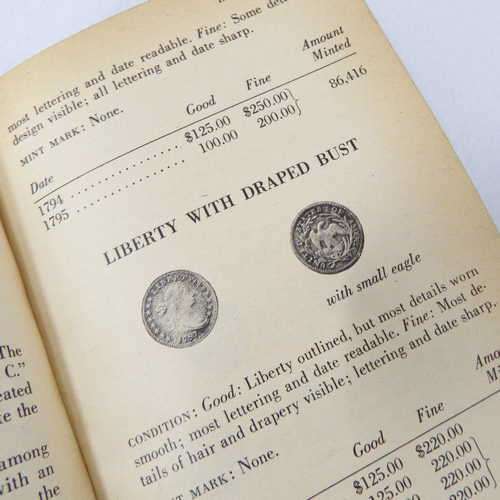 most lettering and date readable. Fine: Some
design visible; all lettering and date sharp.
MINT MARK: None.
Amount
Date Good Fine Minted
1794 .................. $125.00 $250.00} 86,416
1795 .................. 100.00 200.00}
LIBERTY WITH DRAPED BUST
with small eagle
CONDITION: Good: Liberty outlined, but most details worn
smooth; most lettering and date readable. Fine: Most de-
tails of hair and drapery visible; lettering and date sharp.
MINT MARK: None.
Good Fine
$125.00 $220.00
220.00
The
C.”
among
with an